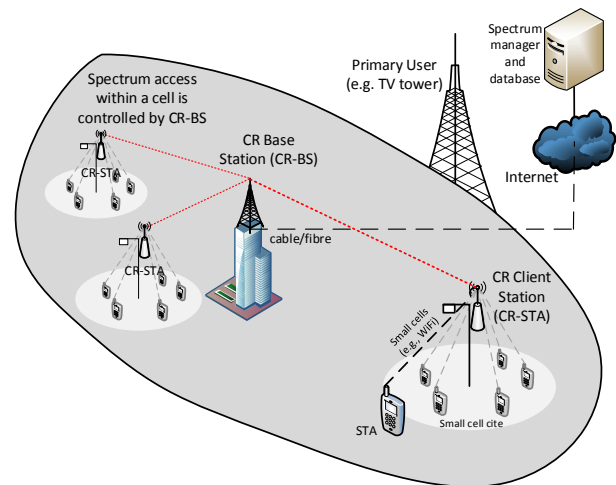 Spectrum
manager
and
database
Primary User
(e.g. TV tower)
Spectrum access
within a cell is
controlled by CR-BS
CR Base
Station (CR-BS)
Internet
CR-STA
cable/fibre
CR-STA
CR Client
Station
(CR-STA)
Small cells
(e.g., WiFi)
STA
Small cell cite